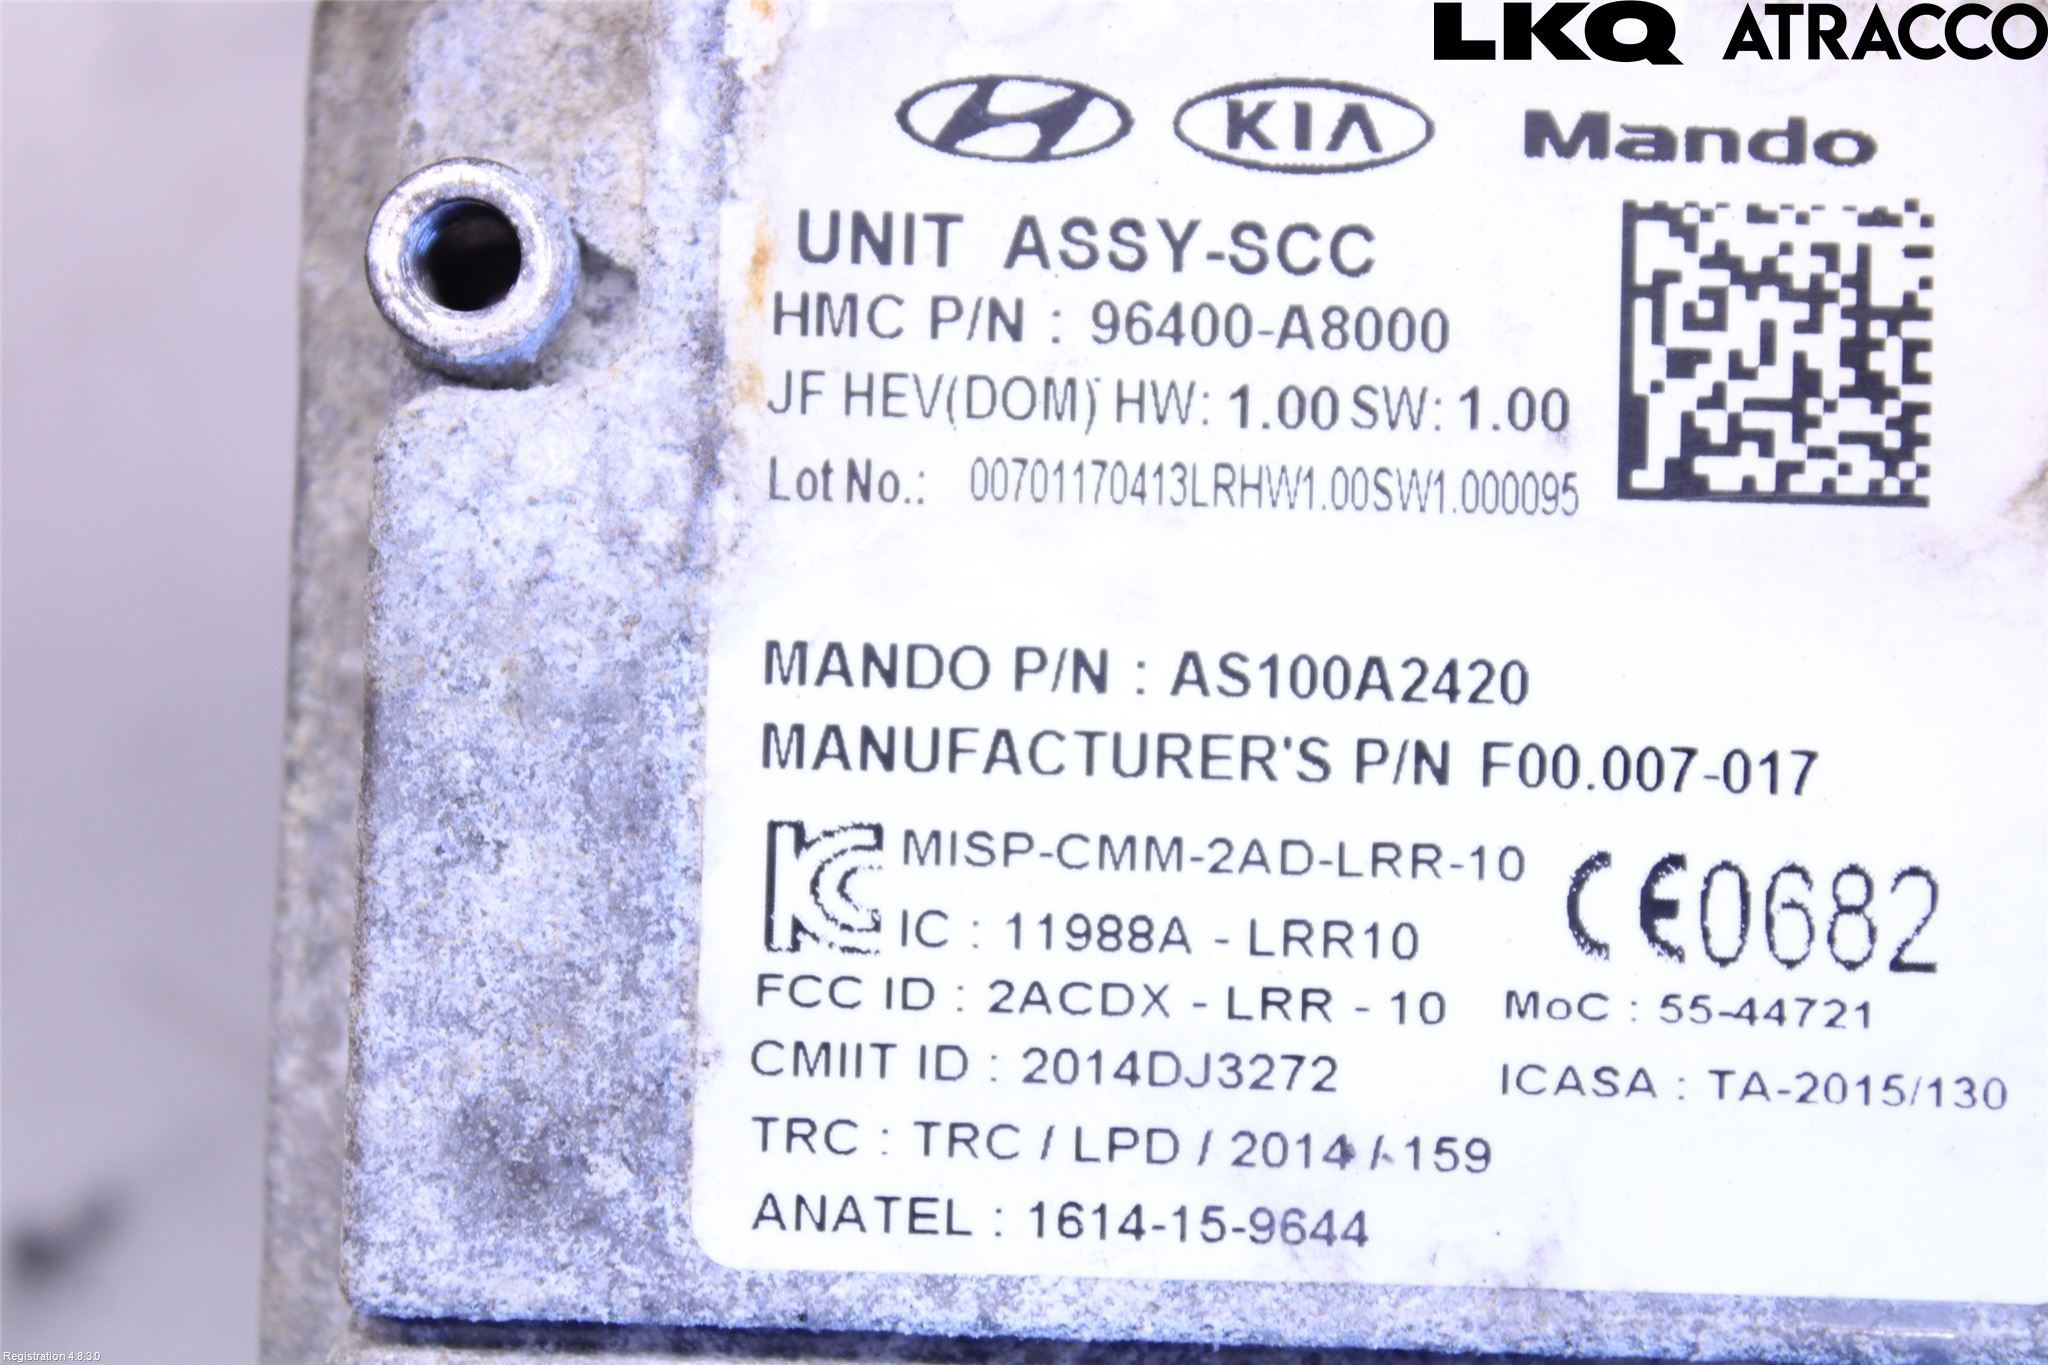 LKQ ATRACCO
KIA Mando
UNIT ASSY-SCC
HMC P/N : 96400-A8000
JF HEV(DOM) HW: 1.00 SW: 1.00
Lot No.: 00701170413LRHW1.00SW1.000095
MANDO P/N : AS100A2420
MANUFACTURER'S P/N F00.007-017
MISP-CMM-2AD-LRR-10
IC : 11988A - LRR10
CE0682
FCC ID : 2ACDX - LRR - 10 MoC : 55-44721
CMIIT ID : 2014DJ3272 ICASA : TA-2015/130
TRC : TRC / LPD / 2014 / 159
ANATEL : 1614-15-9644
Registration 4.8.3.0